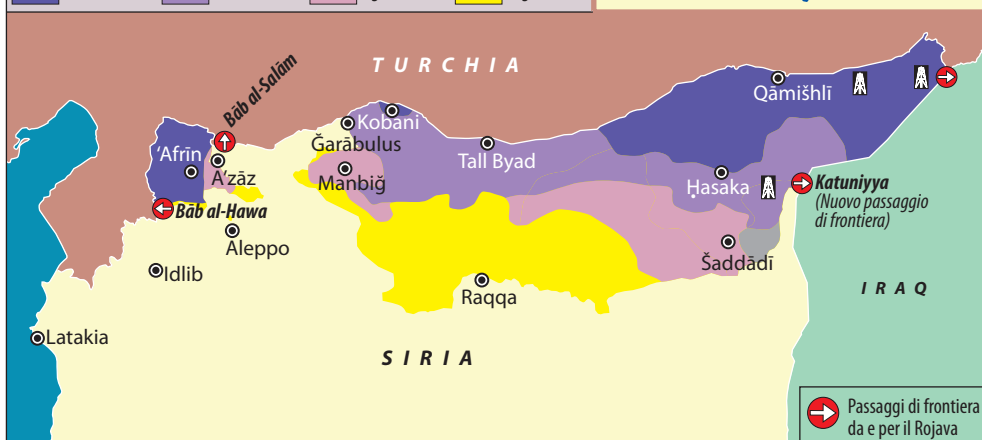 TURCHIA
Bāb al-Salām
Qāmišhlī
Kobani
Ğarābulus
'Afrīn
A'zāz
Tall Byad
Manbiğ
Ḥasaka
Katuniyya
(Nuovo passaggio
di frontiera)
Bāb al-Hawa
Aleppo
Šaddādī
Idlib
Raqqa
IRAQ
Latakia
SIRIA
Passaggi di frontiera
da e per il Rojava